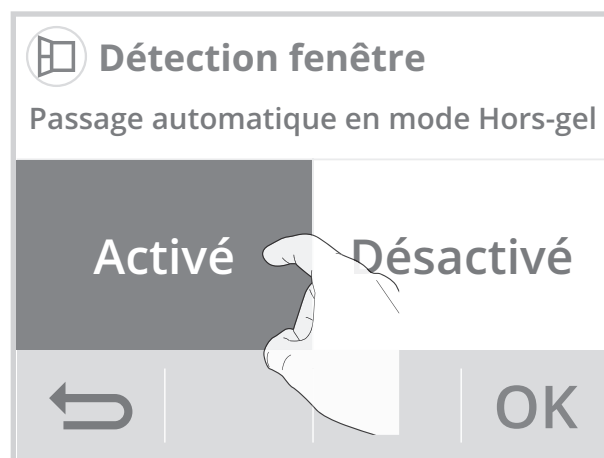 Détection fenêtre
Passage automatique en mode Hors-gel
Activé Désactivé
OK